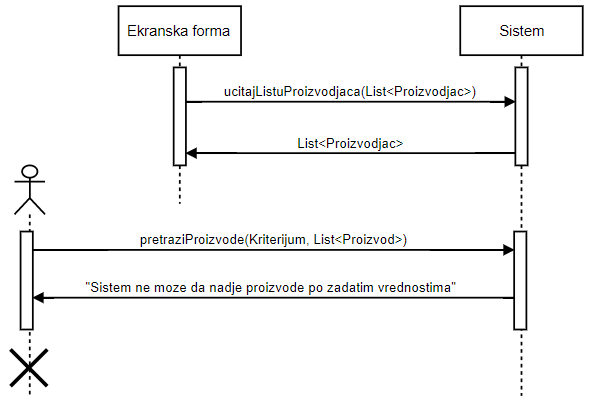 Ekranska forma
Sistem
ucitajListuProizvodjaca(List<Proizvodjac>)
List<Proizvodjac>
pretraziProizvode(Kriterijum, List<Proizvod>)
"Sistem ne moze da nadje proizvode po zadatim vrednostima"